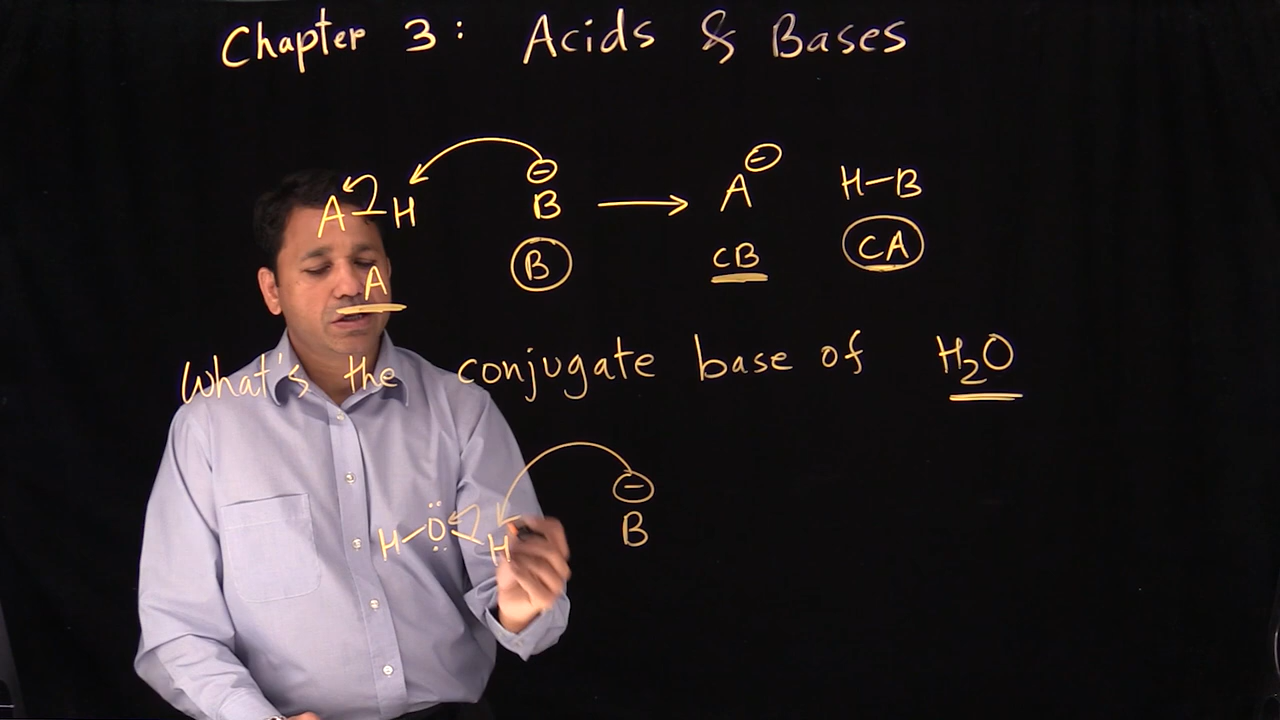 Chapter 3: Acids & Bases
A–H ⊖ B → A ⊖ H–B
A B CB CA
What's the conjugate base of H₂O
H–Ö–H ⊖ B